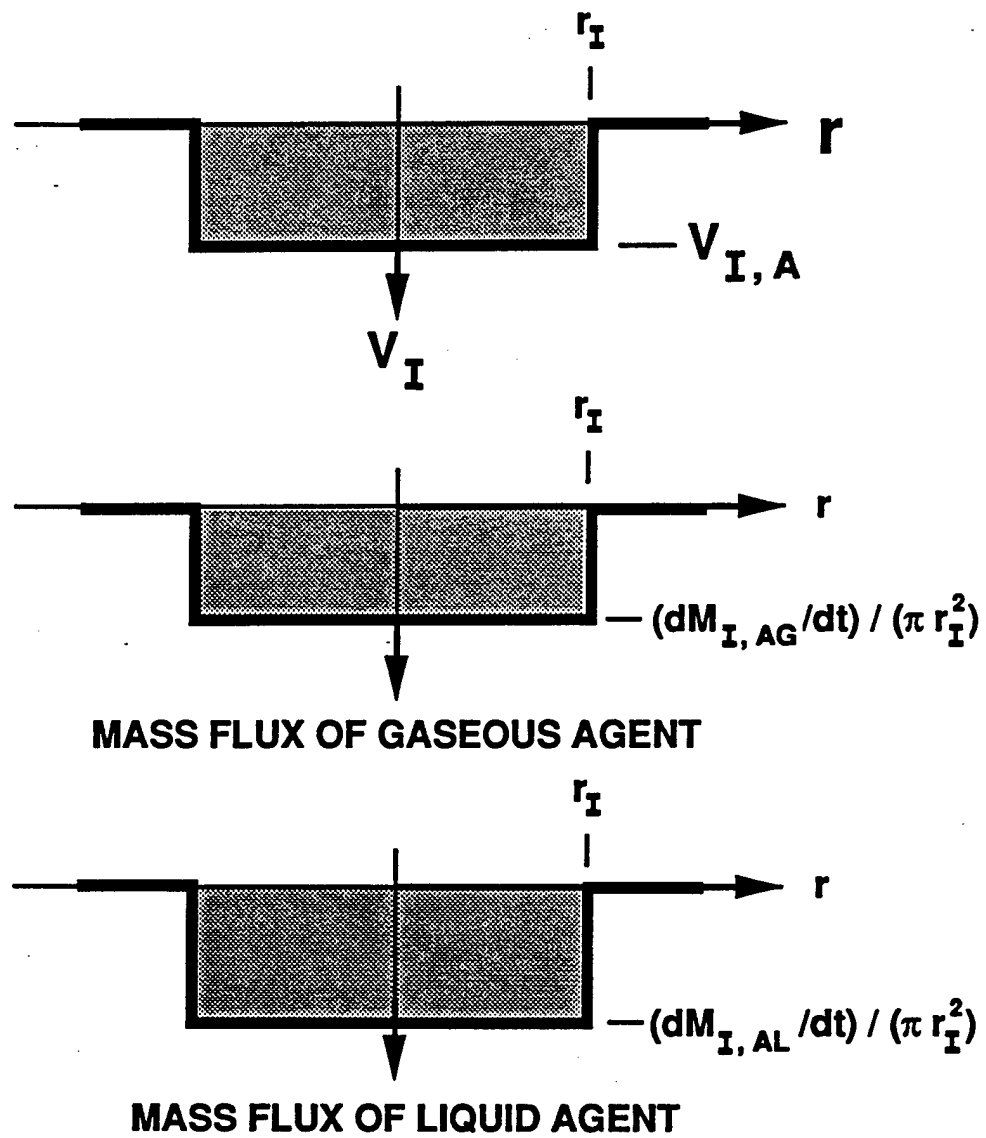 r_I
r
V_I, A
V_I
r_I
r
(dM_I, AG/dt) / (π r_I^2)
MASS FLUX OF GASEOUS AGENT
r_I
r
(dM_I, AL /dt) / (π r_I^2)
MASS FLUX OF LIQUID AGENT